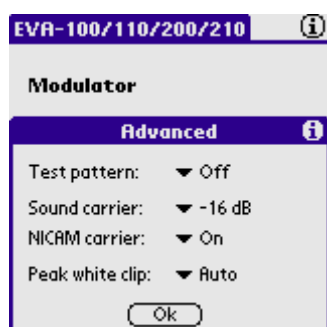 EVA-100/110/200/210 i
Modulator
Advanced i
Test pattern: Off
Sound carrier: -16 dB
NICAM carrier: On
Peak white clip: Auto
Ok